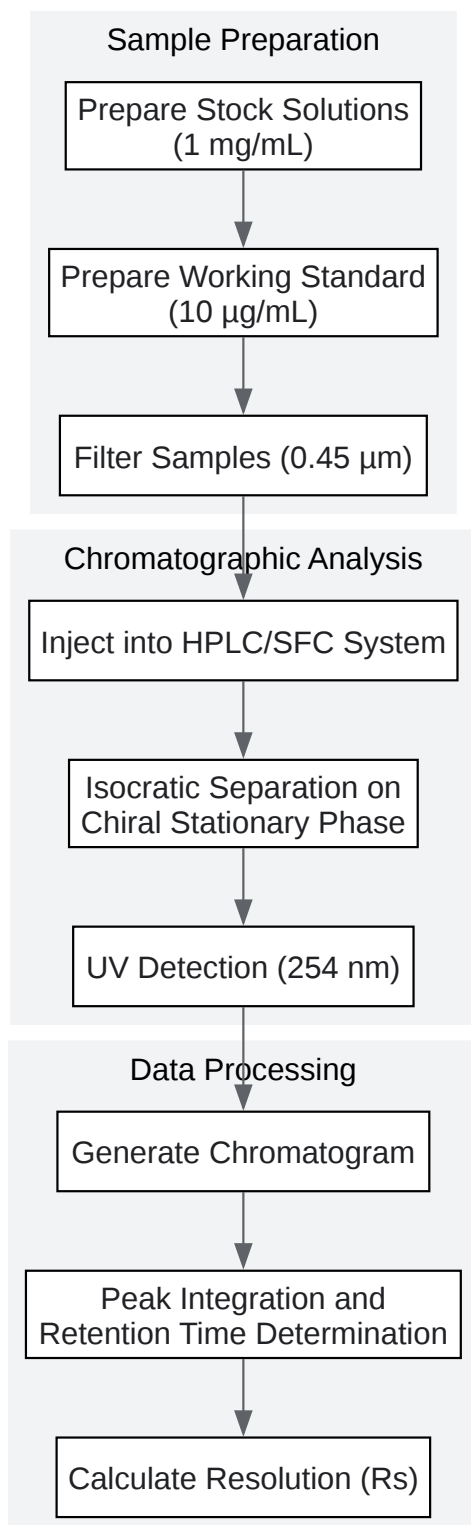 Sample Preparation
Prepare Stock Solutions
(1 mg/mL)
Prepare Working Standard
(10 µg/mL)
Filter Samples (0.45 µm)
Chromatographic Analysis
Inject into HPLC/SFC System
Isocratic Separation on
Chiral Stationary Phase
UV Detection (254 nm)
Data Processing
Generate Chromatogram
Peak Integration and
Retention Time Determination
Calculate Resolution (Rs)